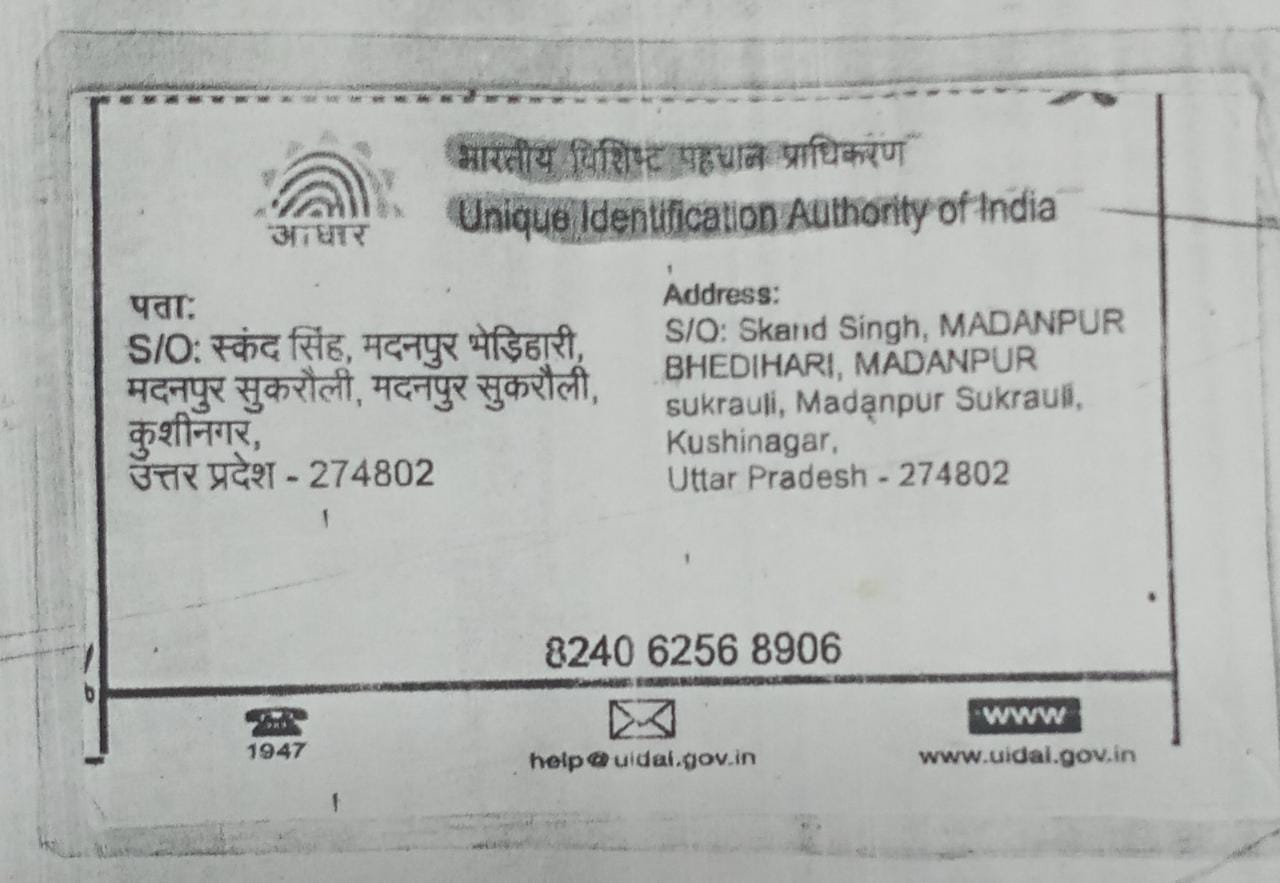 भारतीय विशिष्ट पहचान प्राधिकरण
Unique Identification Authority of India
आधार
पता:
S/O: स्कंद सिंह, मदनपुर भेड़िहारी,
मदनपुर सुकरौली, मदनपुर सुकरौली,
कुशीनगर,
उत्तर प्रदेश - 274802
Address:
S/O: Skand Singh, MADANPUR
BHEDIHARI, MADANPUR
sukrauli, Madanpur Sukrauli,
Kushinagar,
Uttar Pradesh - 274802
8240 6256 8906
1947
help@uidai.gov.in
www
www.uidai.gov.in